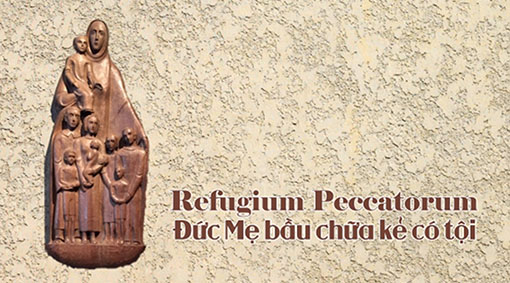 Refugium Peccatorum
Đức Mẹ bầu chữa kẻ có tội